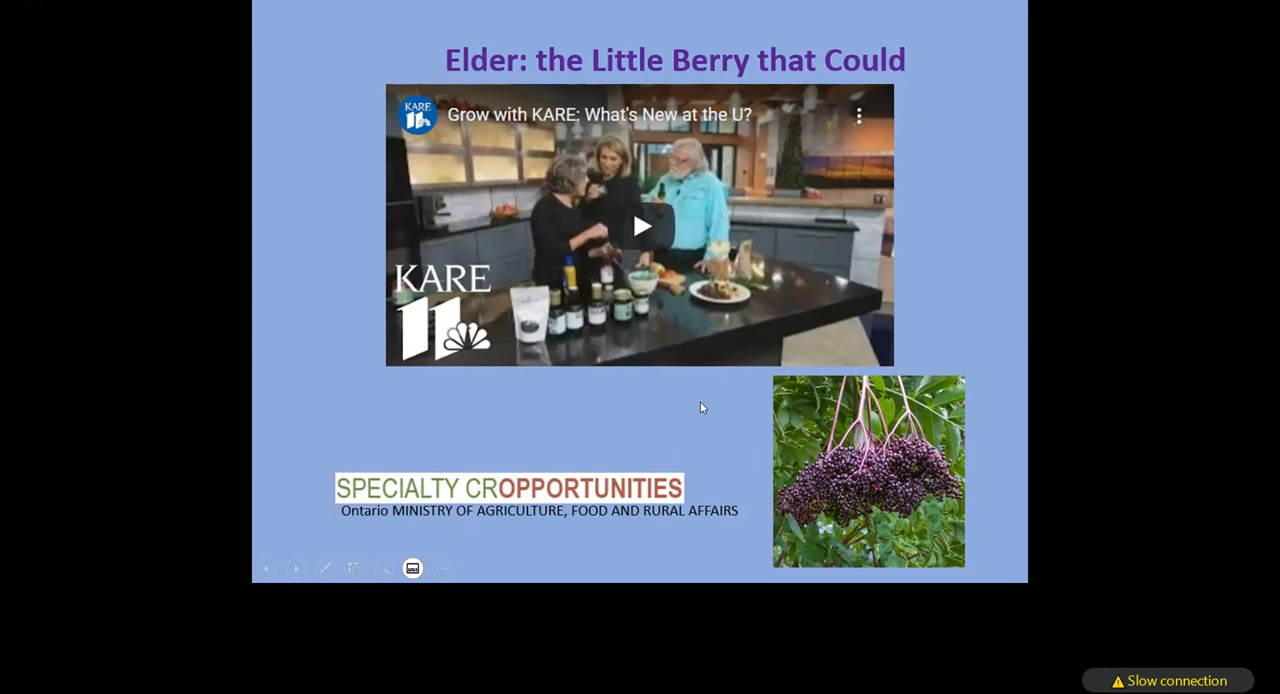 Elder: the Little Berry that Could
KARE
11
Grow with KARE: What's New at the U?
KARE
11
SPECIALTY CROPPORTUNITIES
Ontario MINISTRY OF AGRICULTURE, FOOD AND RURAL AFFAIRS
Slow connection